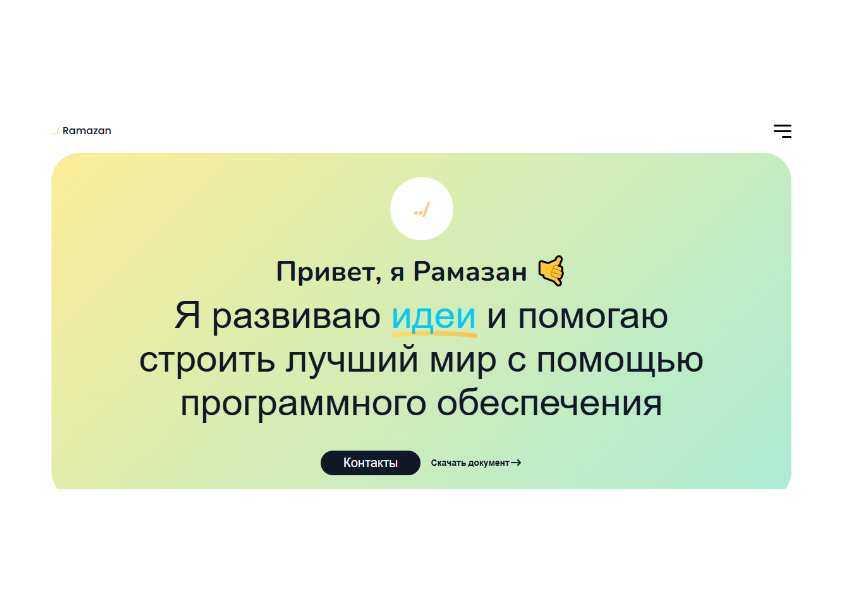 ../ Ramazan
../
Привет, я Рамазан 🤙
Я развиваю идеи и помогаю
строить лучший мир с помощью
программного обеспечения
Контакты
Скачать документ→